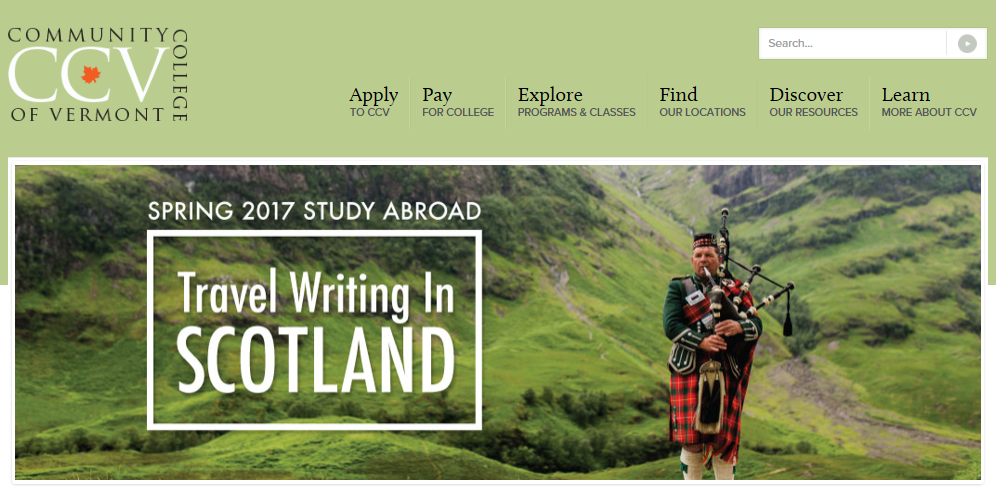 COMMUNITY
COLLEGE
CCV
OF VERMONT
Search...
Apply
TO CCV
Pay
FOR COLLEGE
Explore
PROGRAMS & CLASSES
Find
OUR LOCATIONS
Discover
OUR RESOURCES
Learn
MORE ABOUT CCV
SPRING 2017 STUDY ABROAD
Travel Writing In
SCOTLAND